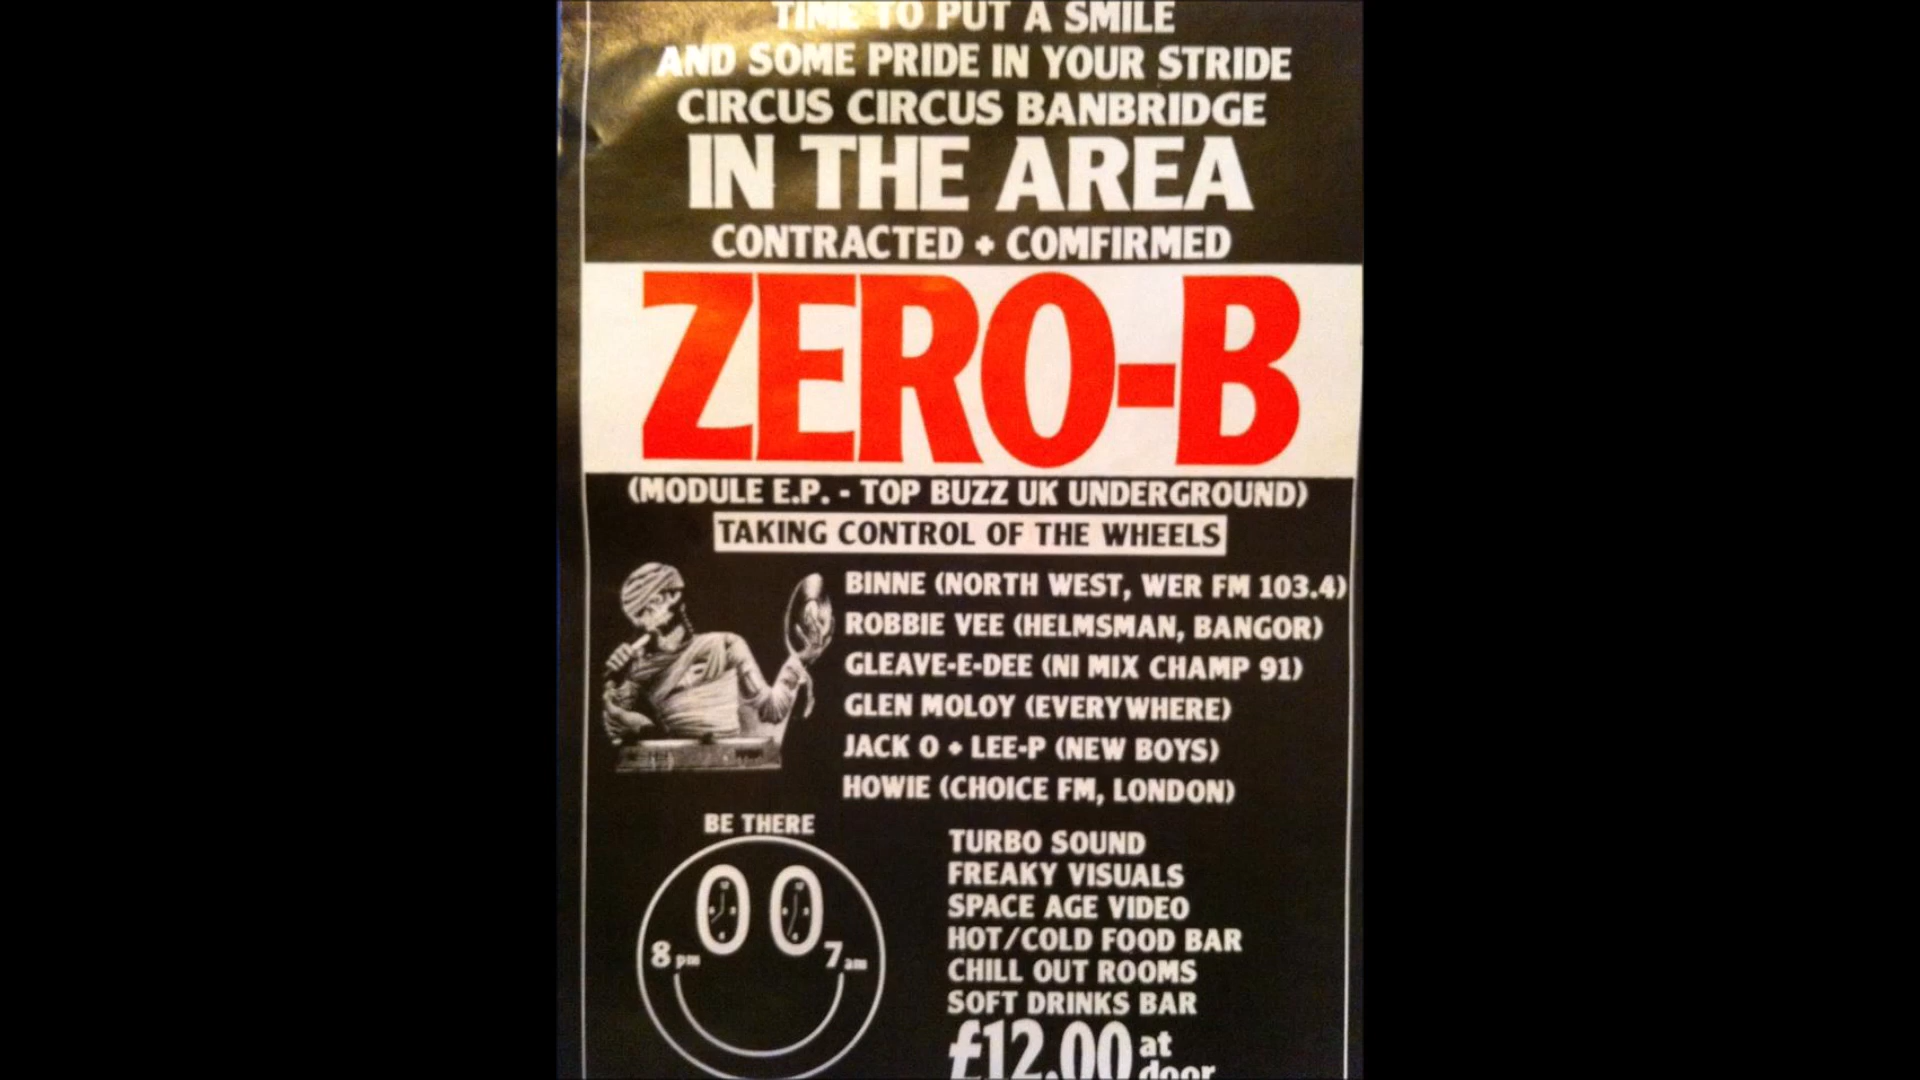 TIME TO PUT A SMILE
AND SOME PRIDE IN YOUR STRIDE
CIRCUS CIRCUS BANBRIDGE
IN THE AREA
CONTRACTED + COMFIRMED
ZERO-B
(MODULE E.P. - TOP BUZZ UK UNDERGROUND)
TAKING CONTROL OF THE WHEELS
BINNE (NORTH WEST, WER FM 103.4)
ROBBIE VEE (HELMSMAN, BANGOR)
GLEAVE-E-DEE (NI MIX CHAMP 91)
GLEN MOLOY (EVERYWHERE)
JACK O + LEE-P (NEW BOYS)
HOWIE (CHOICE FM, LONDON)
BE THERE
8pm
7am
TURBO SOUND
FREAKY VISUALS
SPACE AGE VIDEO
HOT/COLD FOOD BAR
CHILL OUT ROOMS
SOFT DRINKS BAR
£12.00 at door